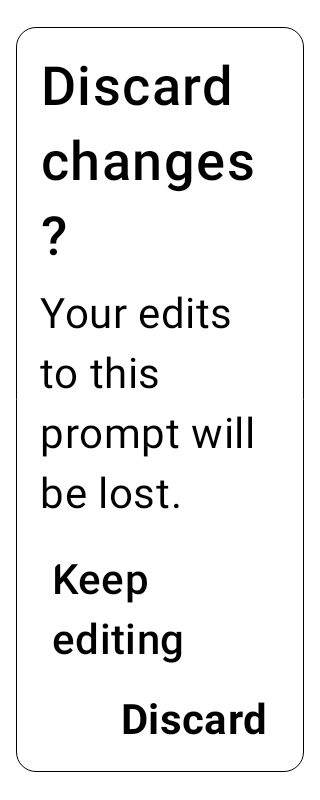 Discard
changes
?
Your edits
to this
prompt will
be lost.
Keep
editing
Discard